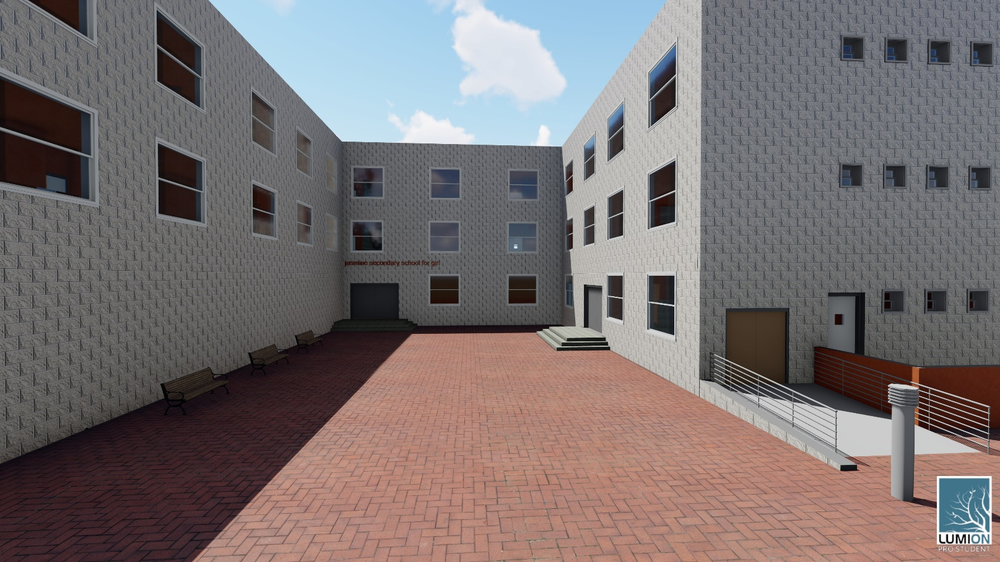 jasmine secondary school for girl
LUMION
PRO STUDENT